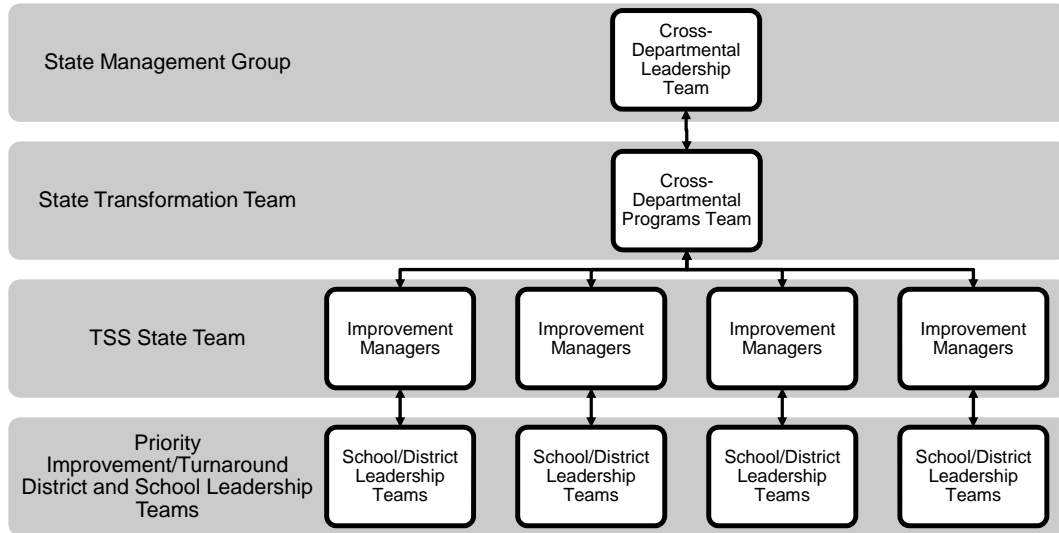 State Management Group
Cross-
Departmental
Leadership
Team
State Transformation Team
Cross-
Departmental
Programs Team
TSS State Team
Improvement
Managers
Improvement
Managers
Improvement
Managers
Improvement
Managers
Priority
Improvement/Turnaround
District and School Leadership
Teams
School/District
Leadership
Teams
School/District
Leadership
Teams
School/District
Leadership
Teams
School/District
Leadership
Teams